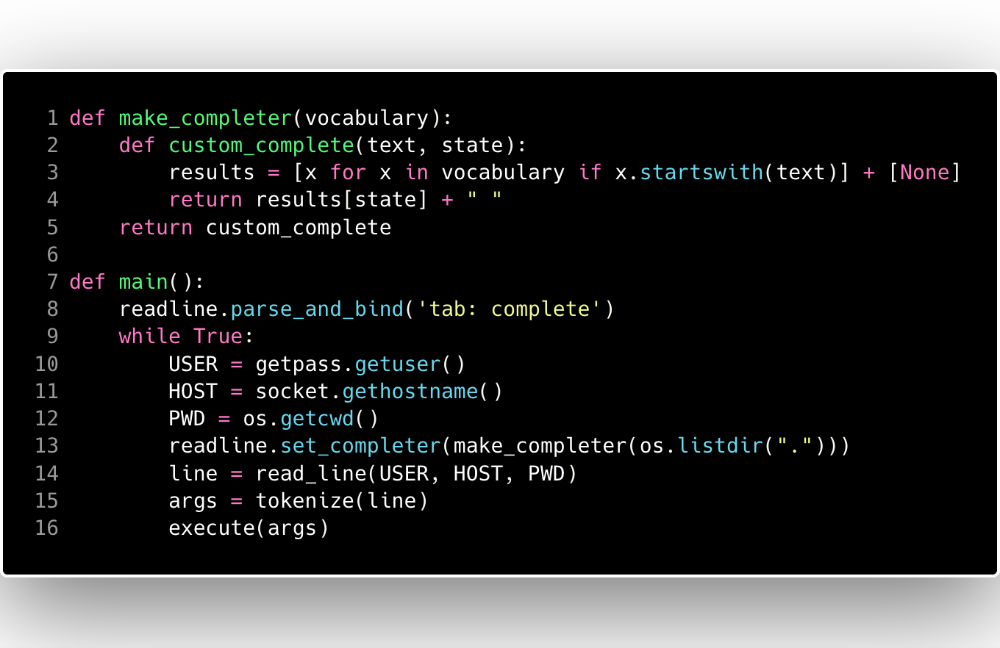 1 def make_completer(vocabulary):
2     def custom_complete(text, state):
3         results = [x for x in vocabulary if x.startswith(text)] + [None]
4         return results[state] + " "
5     return custom_complete
6
7 def main():
8     readline.parse_and_bind('tab: complete')
9     while True:
10         USER = getpass.getuser()
11         HOST = socket.gethostname()
12         PWD = os.getcwd()
13         readline.set_completer(make_completer(os.listdir(".")))
14         line = read_line(USER, HOST, PWD)
15         args = tokenize(line)
16         execute(args)